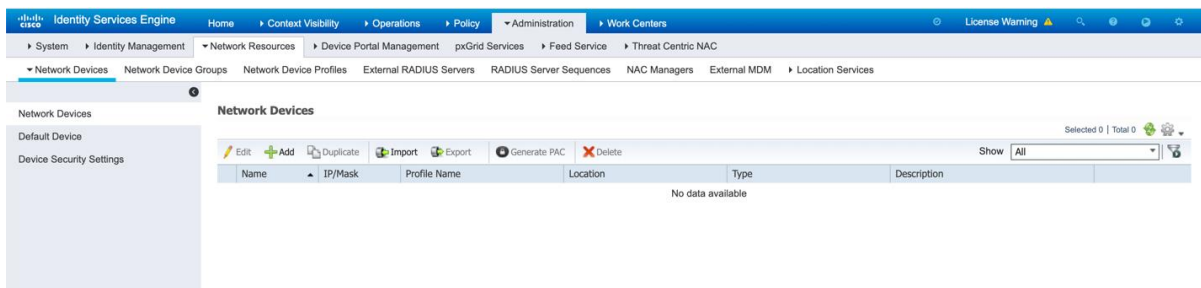 cisco Identity Services Engine Home Context Visibility Operations Policy Administration Work Centers License Warning
System Identity Management Network Resources Device Portal Management pxGrid Services Feed Service Threat Centric NAC
Network Devices Network Device Groups Network Device Profiles External RADIUS Servers RADIUS Server Sequences NAC Managers External MDM Location Services
Network Devices
Default Device
Device Security Settings
Network Devices
Selected 0 | Total 0
Edit Add Duplicate Import Export Generate PAC Delete Show All
Name IP/Mask Profile Name Location Type Description
No data available